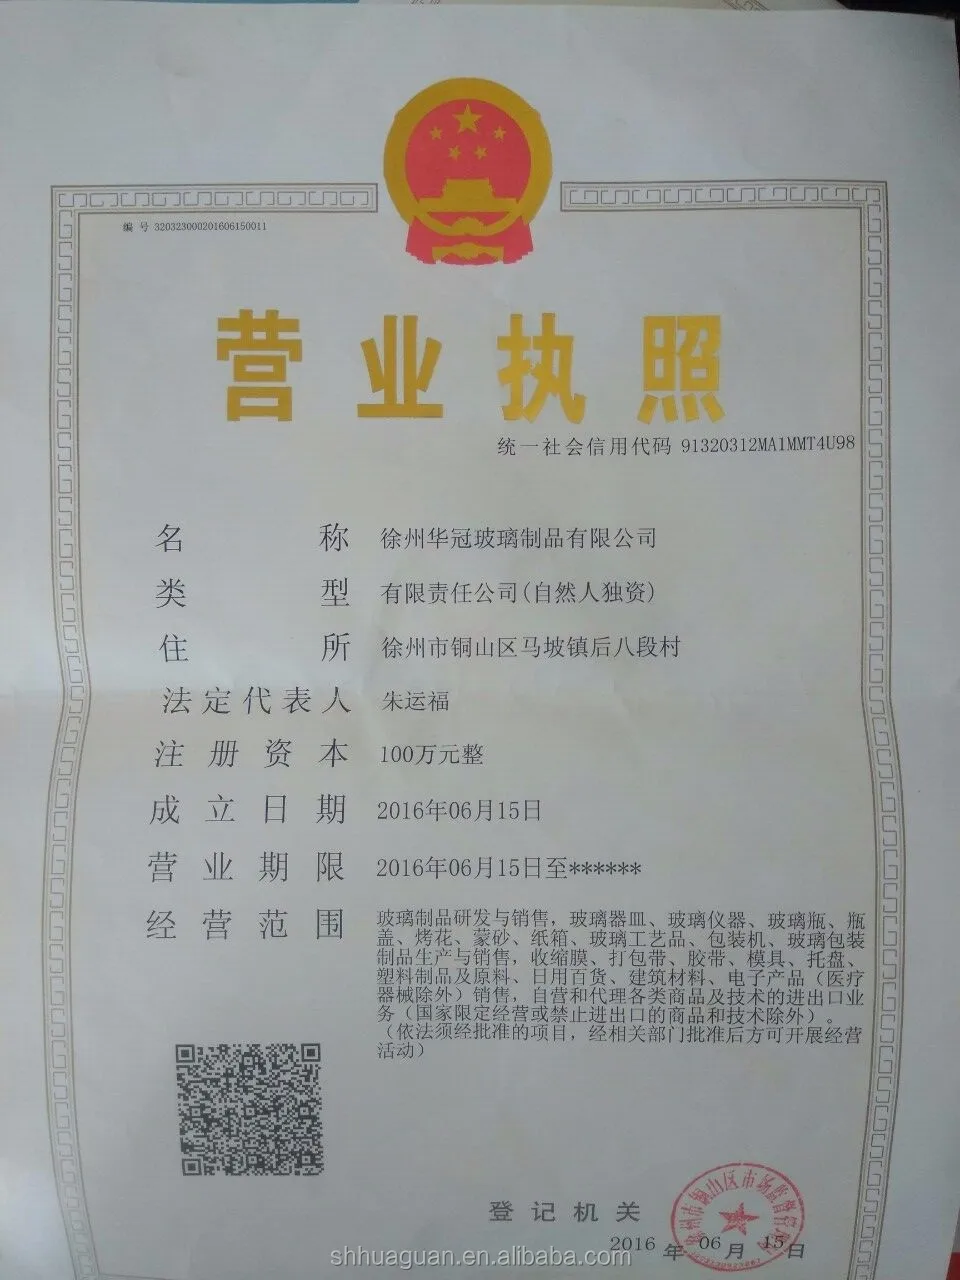 编 号 320323000201606150011
营业执照
统一社会信用代码 91320312MA1MMT4U98
名称 徐州华冠玻璃制品有限公司
类型 有限责任公司(自然人独资)
住所 徐州市铜山区马坡镇后八段村
法定代表人 朱运福
注册资本 100万元整
成立日期 2016年06月15日
营业期限 2016年06月15日至******
经营范围 玻璃制品研发与销售，玻璃器皿、玻璃仪器、玻璃瓶、瓶
盖、烤花、蒙砂、纸箱、玻璃工艺品、包装机、玻璃包装
制品生产与销售，收缩膜、打包带、胶带、模具、托盘、
塑料制品及原料、日用百货、建筑材料、电子产品（医疗
器械除外）销售，自营和代理各类商品及技术的进出口业
务（国家限定经营或禁止进出口的商品和技术除外）。
（依法须经批准的项目，经相关部门批准后方可开展经营
活动）
登记机关
徐州市铜山区市场监督管理局
2016 年 06 月 15 日
shhuaguan.en.alibaba.com